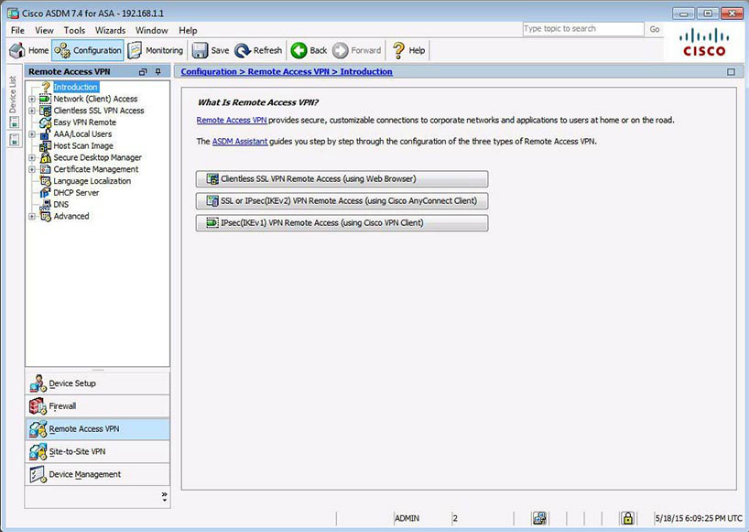 Cisco ASDM 7.4 for ASA - 192.168.1.1
File View Tools Wizards Window Help
Type topic to search Go
Home Configuration Monitoring Save Refresh Back Forward Help
CISCO
Device List
Remote Access VPN
Introduction
Network (Client) Access
Clientless SSL VPN Access
Easy VPN Remote
AAA/Local Users
Host Scan Image
Secure Desktop Manager
Certificate Management
Language Localization
DHCP Server
DNS
Advanced
Device Setup
Firewall
Remote Access VPN
Site-to-Site VPN
Device Management
Configuration > Remote Access VPN > Introduction
What Is Remote Access VPN?
Remote Access VPN provides secure, customizable connections to corporate networks and applications to users at home or on the road.
The ASDM Assistant guides you step by step through the configuration of the three types of Remote Access VPN.
Clientless SSL VPN Remote Access (using Web Browser)
SSL or IPsec(IKEv2) VPN Remote Access (using Cisco AnyConnect Client)
IPsec(IKEv1) VPN Remote Access (using Cisco VPN Client)
ADMIN 2 5/18/15 6:09:25 PM UTC